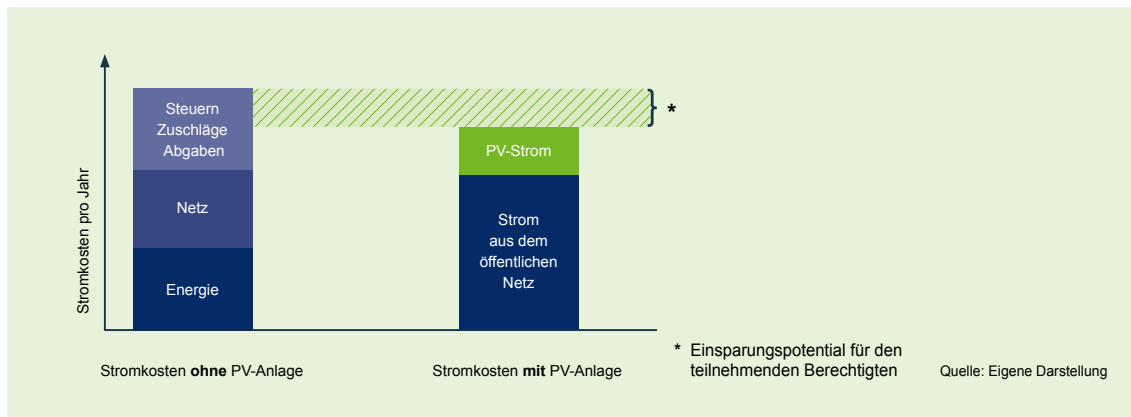 Stromkosten pro Jahr
Steuern
Zuschläge
Abgaben
Netz
Energie
*
PV-Strom
Strom
aus dem
öffentlichen
Netz
Stromkosten ohne PV-Anlage
Stromkosten mit PV-Anlage
* Einsparungspotential für den
teilnehmenden Berechtigten
Quelle: Eigene Darstellung